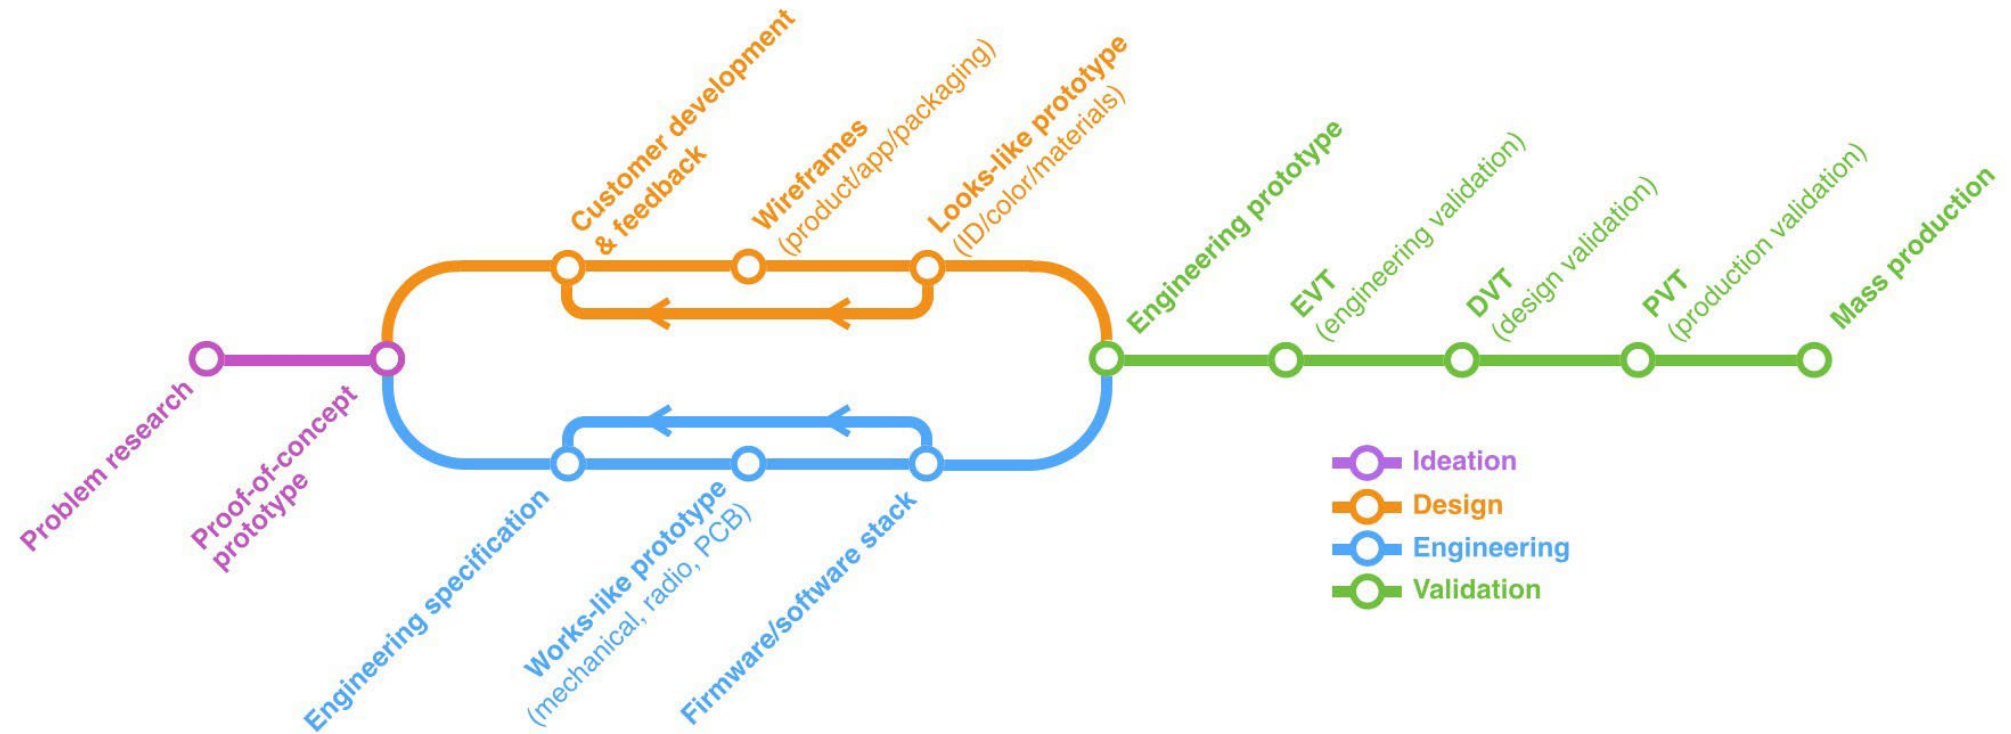 Problem research
Proof-of-concept
prototype
Customer development
& feedback
Wireframes
(product/app/packaging)
Looks-like prototype
(ID/color/materials)
Engineering specification
Works-like prototype
(mechanical, radio, PCB)
Firmware/software stack
Engineering prototype
EVT
(engineering validation)
DVT
(design validation)
PVT
(production validation)
Mass production
Ideation
Design
Engineering
Validation